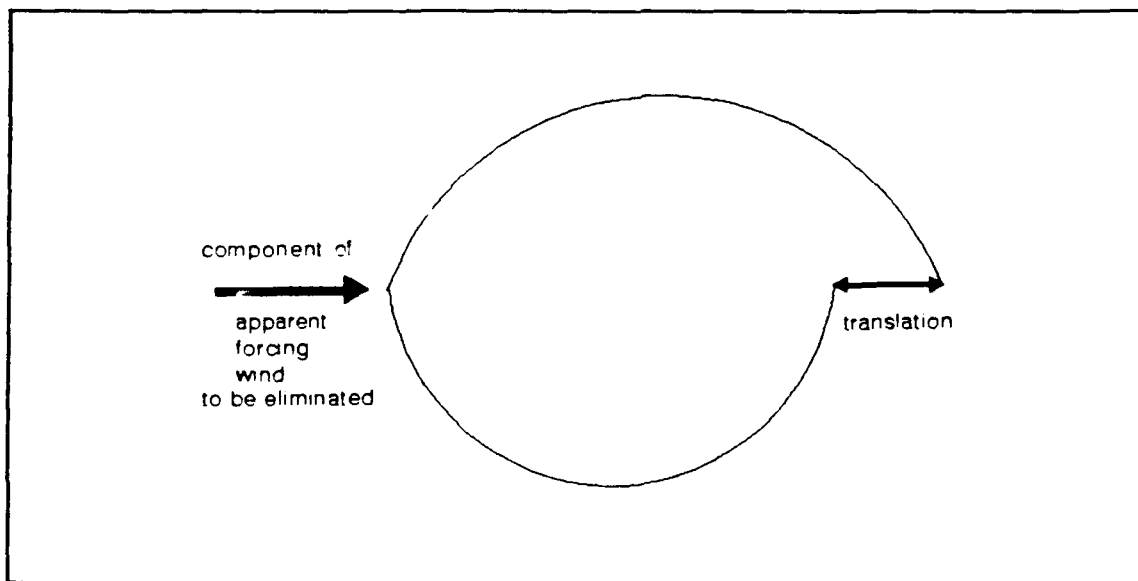 component of
apparent
forcing
wind
to be eliminated
translation